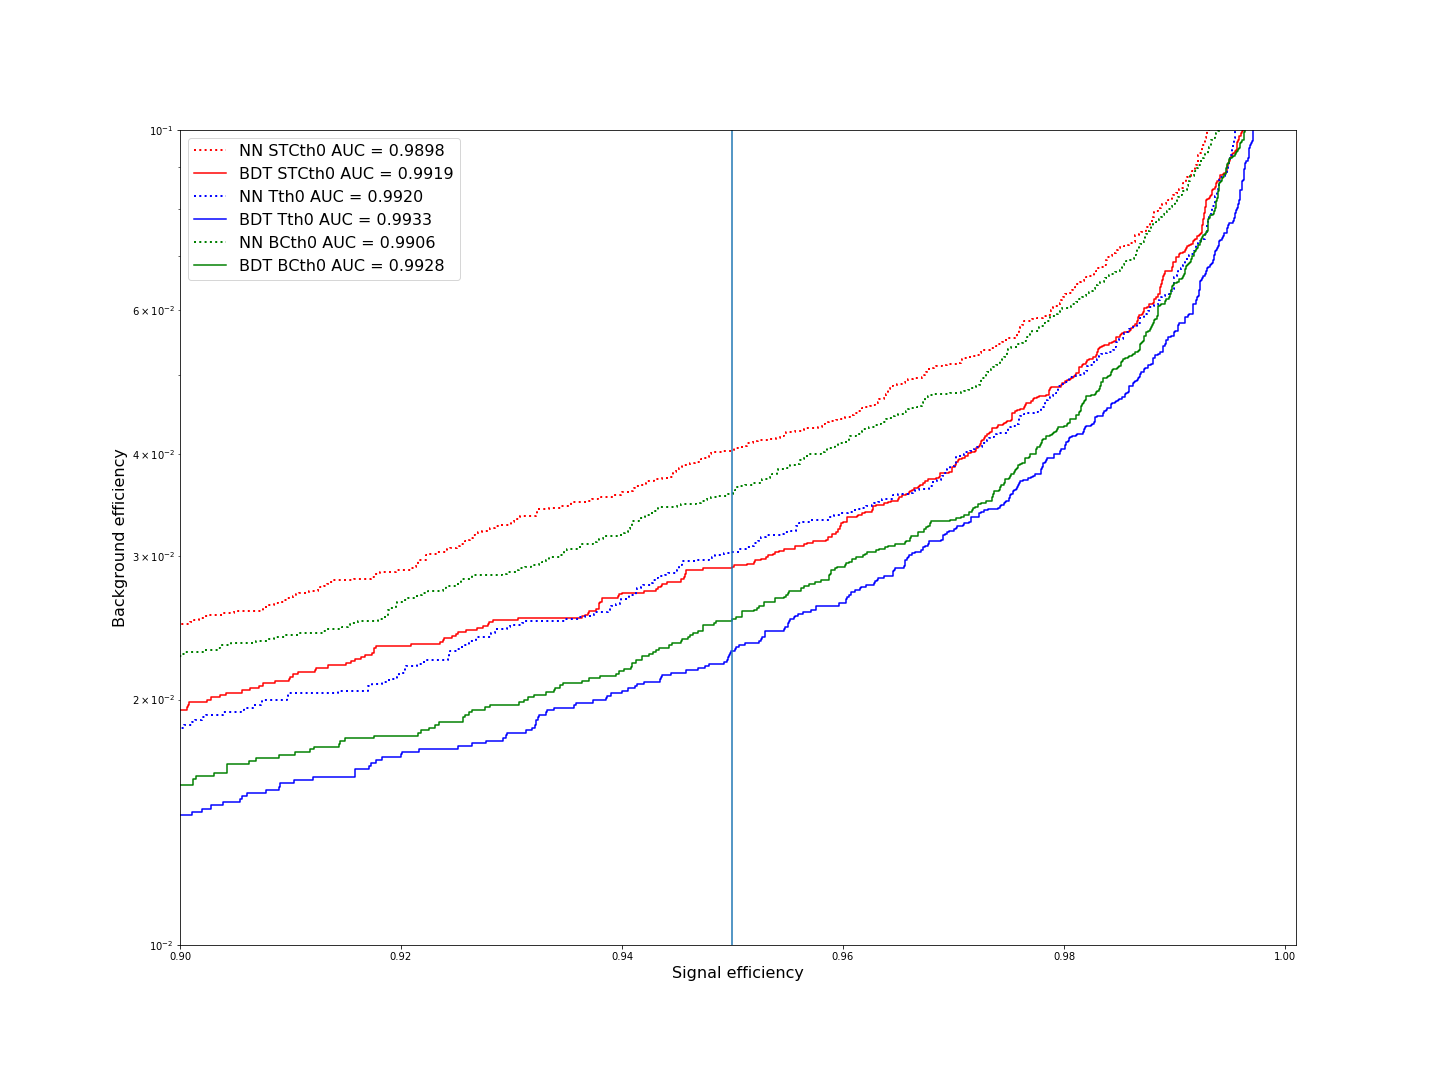 10⁻¹
6 × 10⁻²
4 × 10⁻²
3 × 10⁻²
2 × 10⁻²
10⁻²
Background efficiency
NN STCth0 AUC = 0.9898
BDT STCth0 AUC = 0.9919
NN Tth0 AUC = 0.9920
BDT Tth0 AUC = 0.9933
NN BCth0 AUC = 0.9906
BDT BCth0 AUC = 0.9928
0.90 0.92 0.94 0.96 0.98 1.00
Signal efficiency